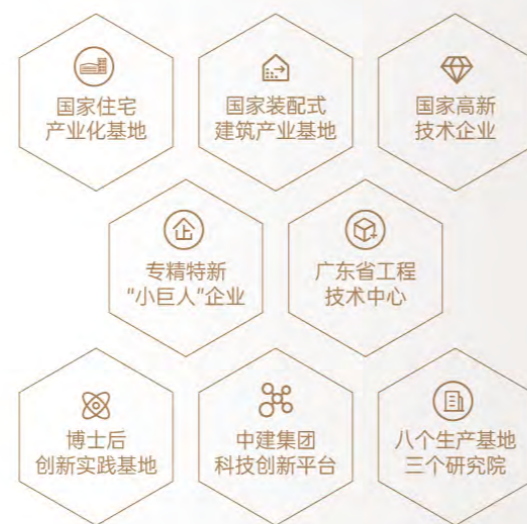 国家住宅
产业化基地
国家装配式
建筑产业基地
国家高新
技术企业
专精特新
“小巨人”企业
广东省工程
技术中心
博士后
创新实践基地
中建集团
科技创新平台
八个生产基地
三个研究院